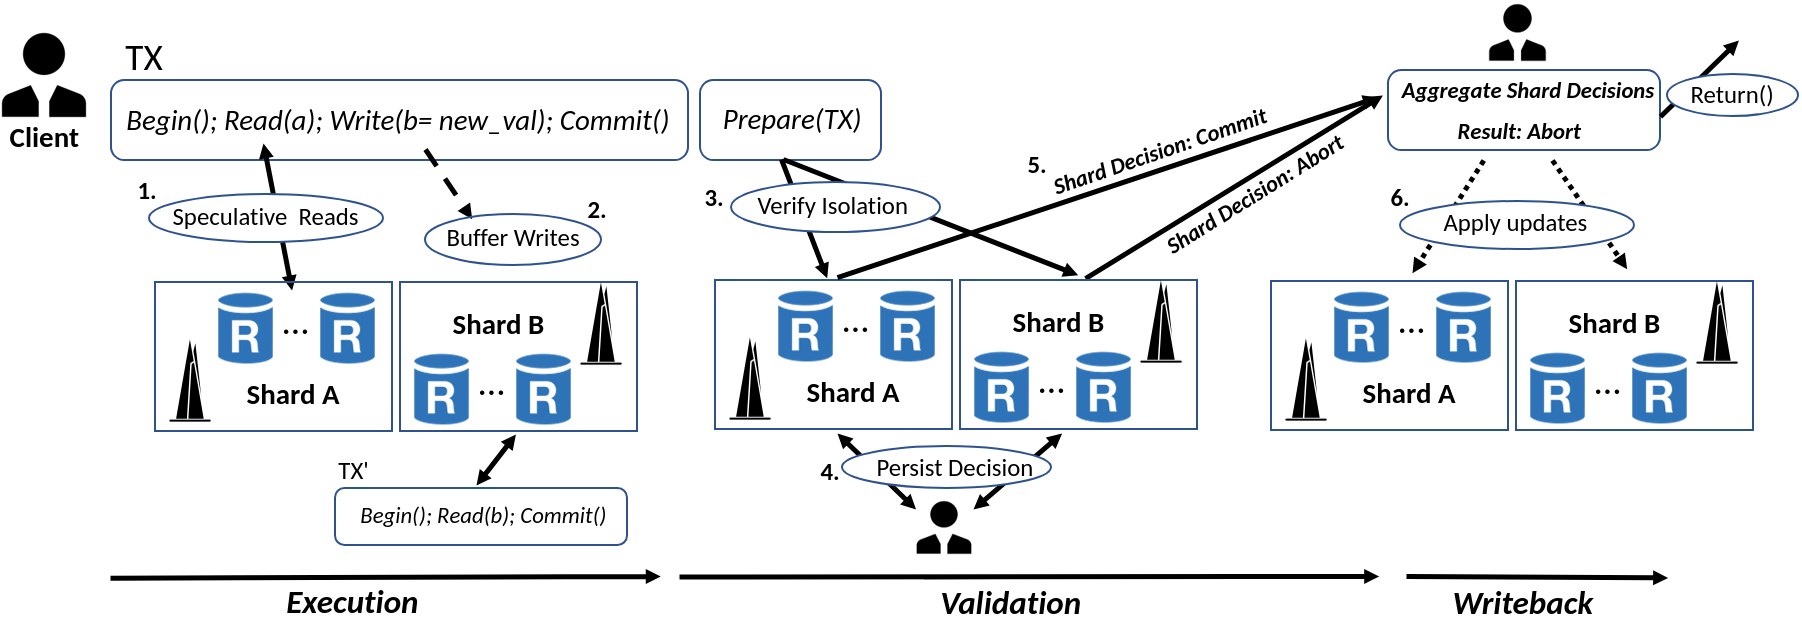 Client
TX
Begin(); Read(a); Write(b= new_val); Commit()
Prepare(TX)
1.
Speculative Reads
2.
Buffer Writes
R ... R
Shard A
Shard B
R ... R
TX'
Begin(); Read(b); Commit()
Execution
3.
Verify Isolation
R ... R
Shard A
Shard B
R ... R
4.
Persist Decision
5.
Shard Decision: Commit
Shard Decision: Abort
Validation
Aggregate Shard Decisions
Result: Abort
Return()
6.
Apply updates
R ... R
Shard A
Shard B
R ... R
Writeback